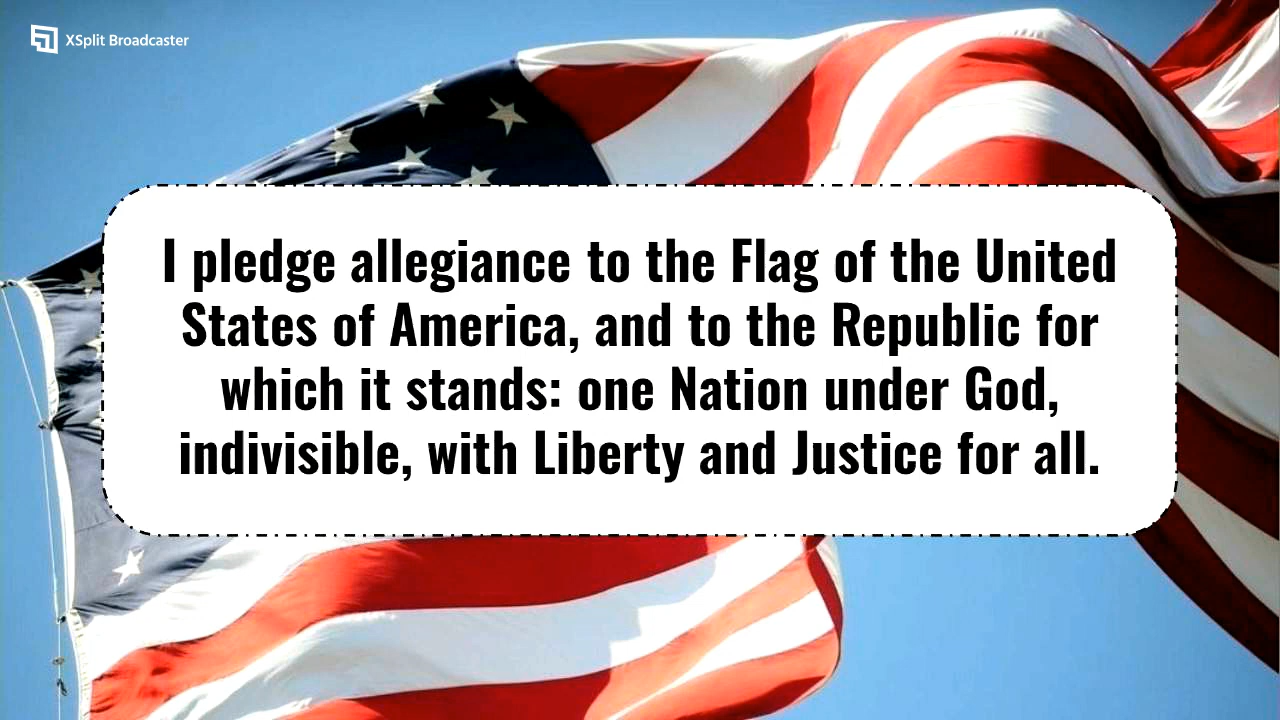 XSplit Broadcaster
I pledge allegiance to the Flag of the United
States of America, and to the Republic for
which it stands: one Nation under God,
indivisible, with Liberty and Justice for all.